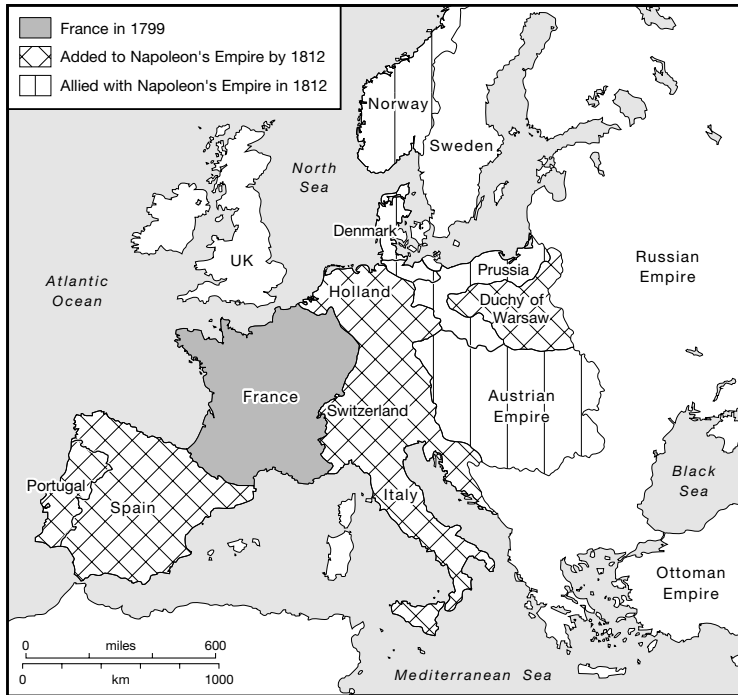 France in 1799
Added to Napoleon's Empire by 1812
Allied with Napoleon's Empire in 1812
Norway
Sweden
North
Sea
Denmark
UK
Atlantic
Ocean
Holland
Prussia
Duchy of
Warsaw
Russian
Empire
France
Switzerland
Austrian
Empire
Portugal
Spain
Italy
Black
Sea
Ottoman
Empire
Mediterranean Sea
0 miles 600
0 km 1000